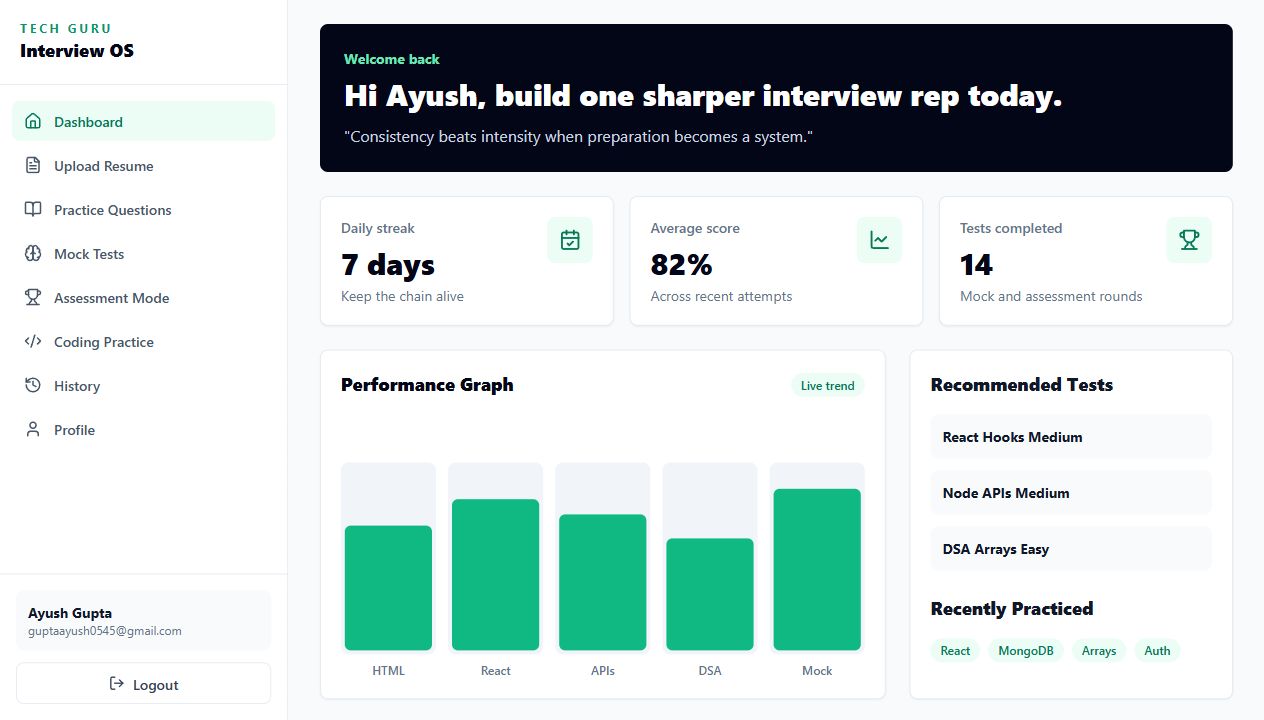 TECH GURU
Interview OS
Dashboard
Upload Resume
Practice Questions
Mock Tests
Assessment Mode
Coding Practice
History
Profile
Ayush Gupta
guptaayush0545@gmail.com
Logout
Welcome back
Hi Ayush, build one sharper interview rep today.
"Consistency beats intensity when preparation becomes a system."
Daily streak
7 days
Keep the chain alive
Average score
82%
Across recent attempts
Tests completed
14
Mock and assessment rounds
Performance Graph
Live trend
HTML
React
APIs
DSA
Mock
Recommended Tests
React Hooks Medium
Node APIs Medium
DSA Arrays Easy
Recently Practiced
React
MongoDB
Arrays
Auth